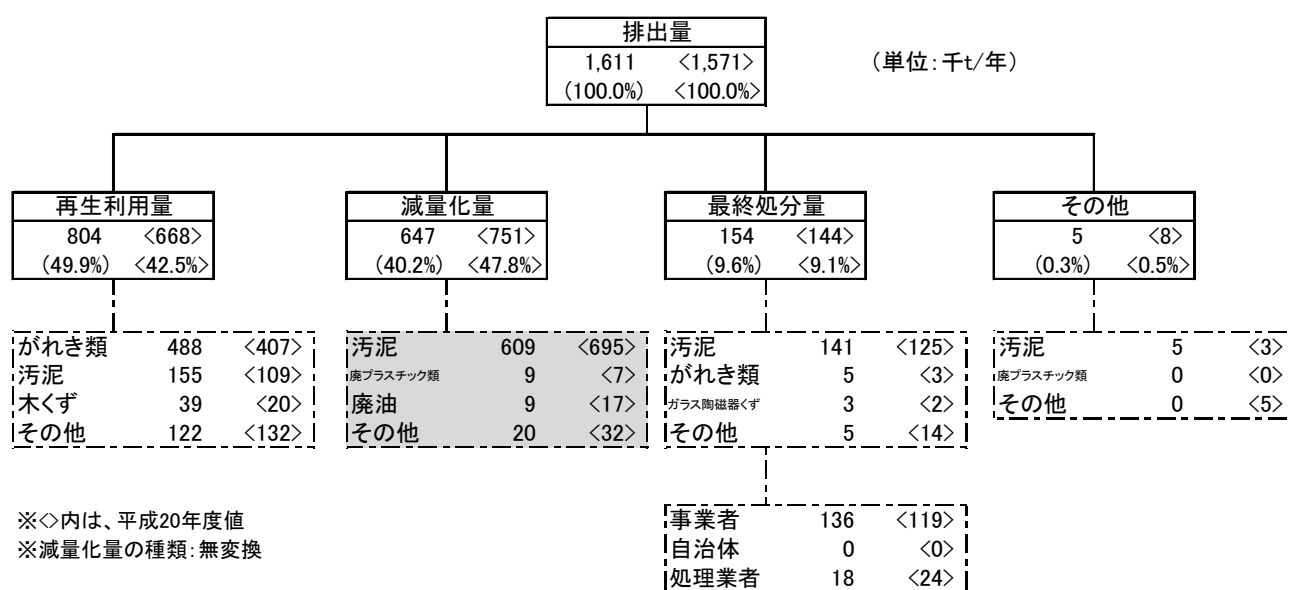 排出量
1,611 <1,571>
(100.0%) <100.0%>
(単位:千t/年)
再生利用量
804 <668>
(49.9%) <42.5%>
減量化量
647 <751>
(40.2%) <47.8%>
最終処分量
154 <144>
(9.6%) <9.1%>
その他
5 <8>
(0.3%) <0.5%>
がれき類 488 <407>
汚泥 155 <109>
木くず 39 <20>
その他 122 <132>
汚泥 609 <695>
廃プラスチック類 9 <7>
廃油 9 <17>
その他 20 <32>
汚泥 141 <125>
がれき類 5 <3>
ガラス陶磁器くず 3 <2>
その他 5 <14>
汚泥 5 <3>
廃プラスチック類 0 <0>
その他 0 <5>
事業者 136 <119>
自治体 0 <0>
処理業者 18 <24>
※<>内は、平成20年度値
※減量化量の種類:無変換